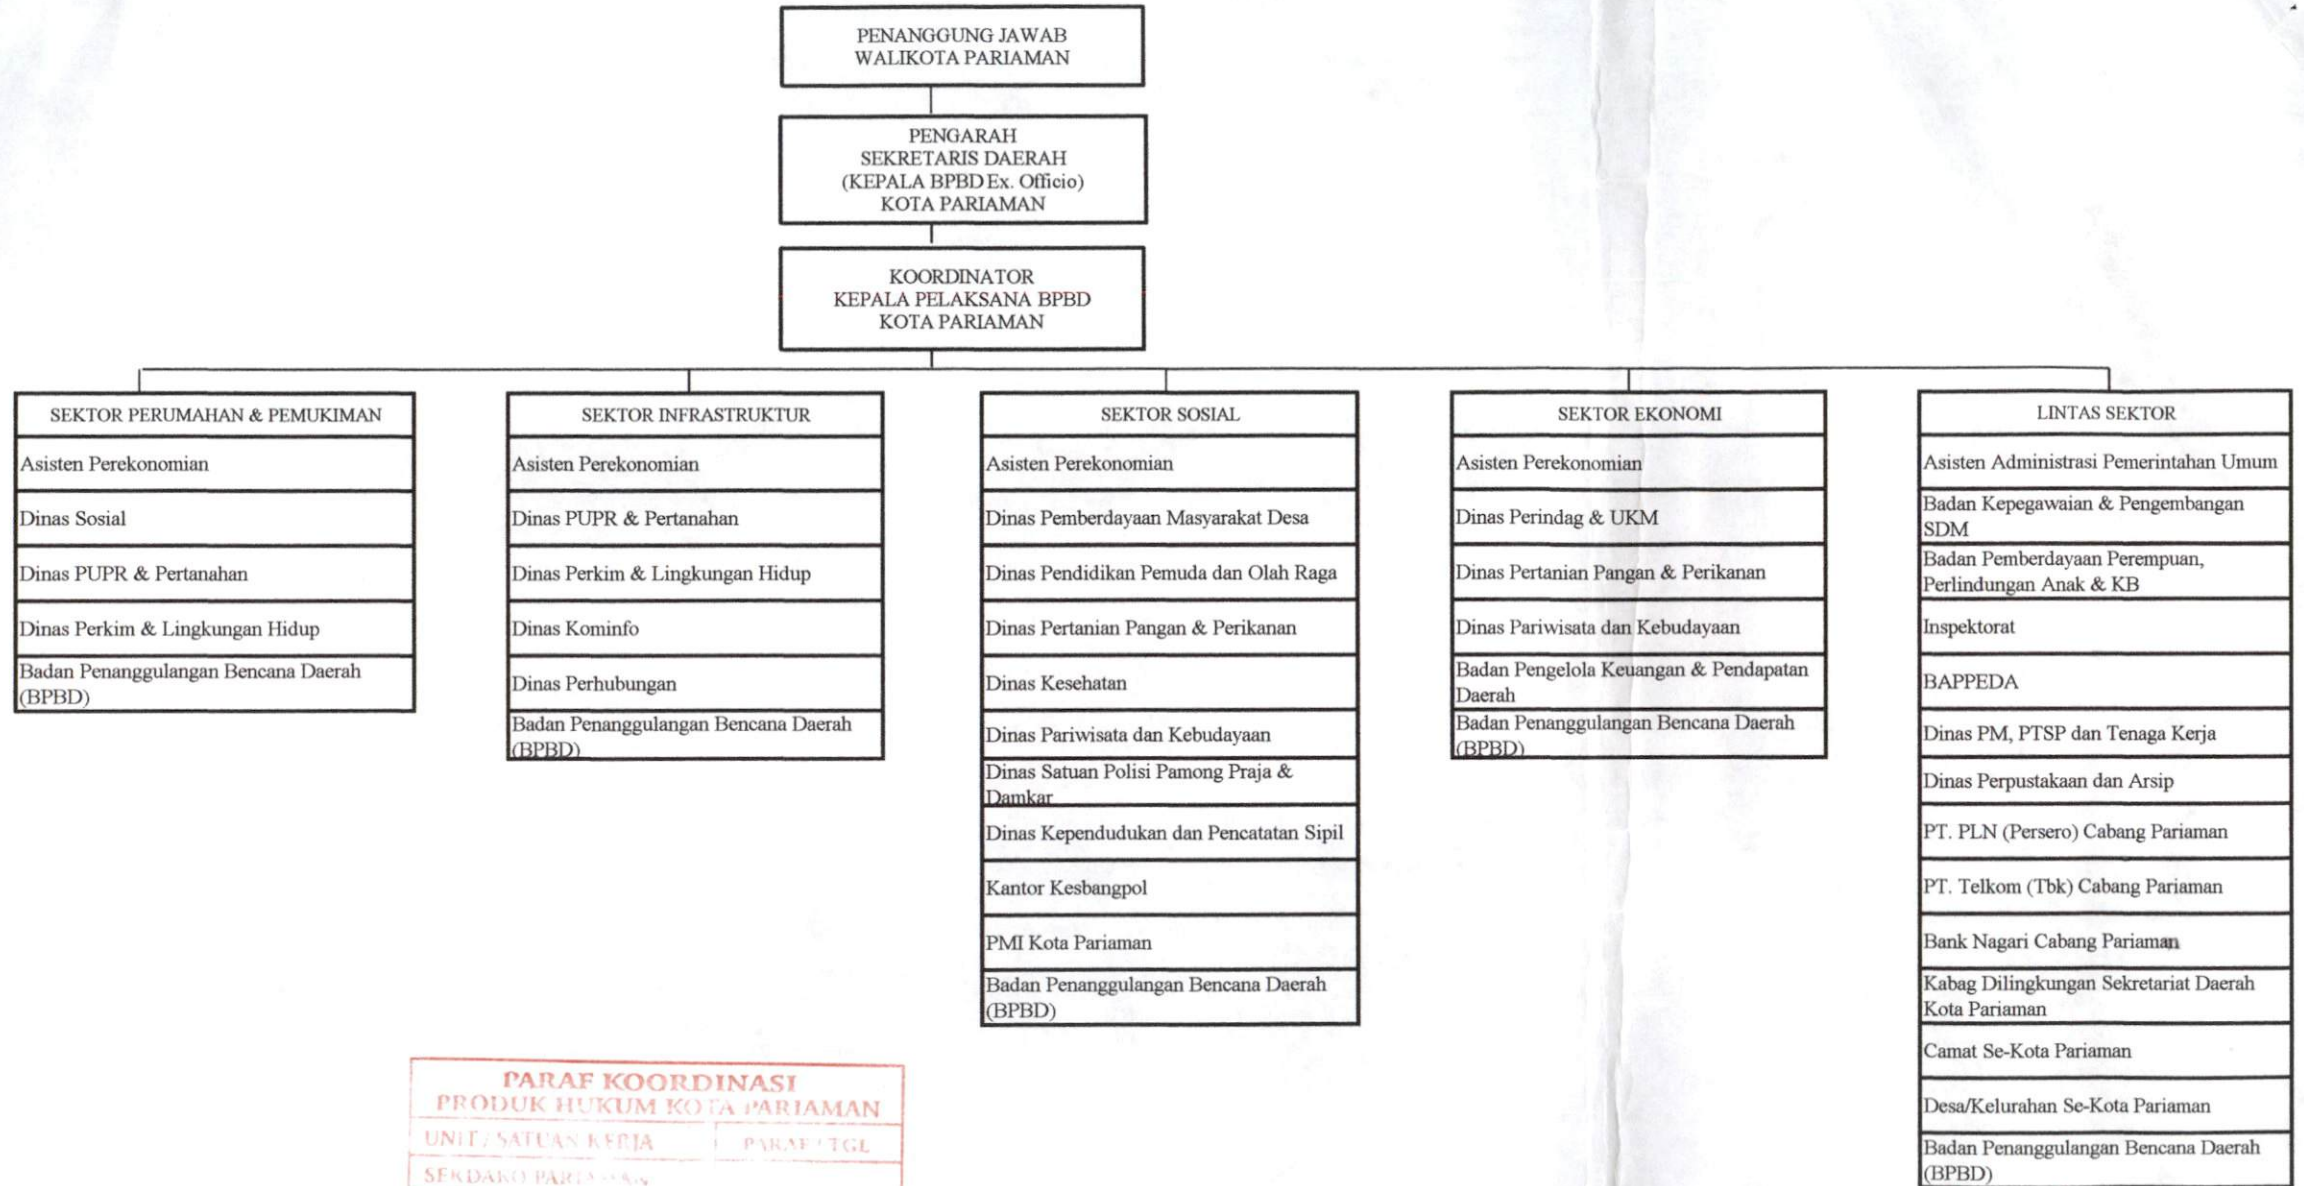 PENANGGUNG JAWAB
WALIKOTA PARIAMAN
PENGARAH
SEKRETARIS DAERAH
(KEPALA BPBD Ex. Officio)
KOTA PARIAMAN
KOORDINATOR
KEPALA PELAKSANA BPBD
KOTA PARIAMAN
SEKTOR PERUMAHAN & PEMUKIMAN
Asisten Perekonomian
Dinas Sosial
Dinas PUPR & Pertanahan
Dinas Perkim & Lingkungan Hidup
Badan Penanggulangan Bencana Daerah
(BPBD)
SEKTOR INFRASTRUKTUR
Asisten Perekonomian
Dinas PUPR & Pertanahan
Dinas Perkim & Lingkungan Hidup
Dinas Kominfo
Dinas Perhubungan
Badan Penanggulangan Bencana Daerah
(BPBD)
SEKTOR SOSIAL
Asisten Perekonomian
Dinas Pemberdayaan Masyarakat Desa
Dinas Pendidikan Pemuda dan Olah Raga
Dinas Pertanian Pangan & Perikanan
Dinas Kesehatan
Dinas Pariwisata dan Kebudayaan
Dinas Satuan Polisi Pamong Praja &
Damkar
Dinas Kependudukan dan Pencatatan Sipil
Kantor Kesbangpol
PMI Kota Pariaman
Badan Penanggulangan Bencana Daerah
(BPBD)
SEKTOR EKONOMI
Asisten Perekonomian
Dinas Perindag & UKM
Dinas Pertanian Pangan & Perikanan
Dinas Pariwisata dan Kebudayaan
Badan Pengelola Keuangan & Pendapatan
Daerah
Badan Penanggulangan Bencana Daerah
(BPBD)
LINTAS SEKTOR
Asisten Administrasi Pemerintahan Umum
Badan Kepegawaian & Pengembangan
SDM
Badan Pemberdayaan Perempuan,
Perlindungan Anak & KB
Inspektorat
BAPPEDA
Dinas PM, PTSP dan Tenaga Kerja
Dinas Perpustakaan dan Arsip
PT. PLN (Persero) Cabang Pariaman
PT. Telkom (Tbk) Cabang Pariaman
Bank Nagari Cabang Pariaman
Kabag Dilingkungan Sekretariat Daerah
Kota Pariaman
Camat Se-Kota Pariaman
Desa/Kelurahan Se-Kota Pariaman
Badan Penanggulangan Bencana Daerah
(BPBD)
PARAF KOORDINASI
PRODUK HUKUM KOTA PARIAMAN
UNIT / SATUAN KERJA
PARAF / TGL
SEKDAKO PARIAMAN